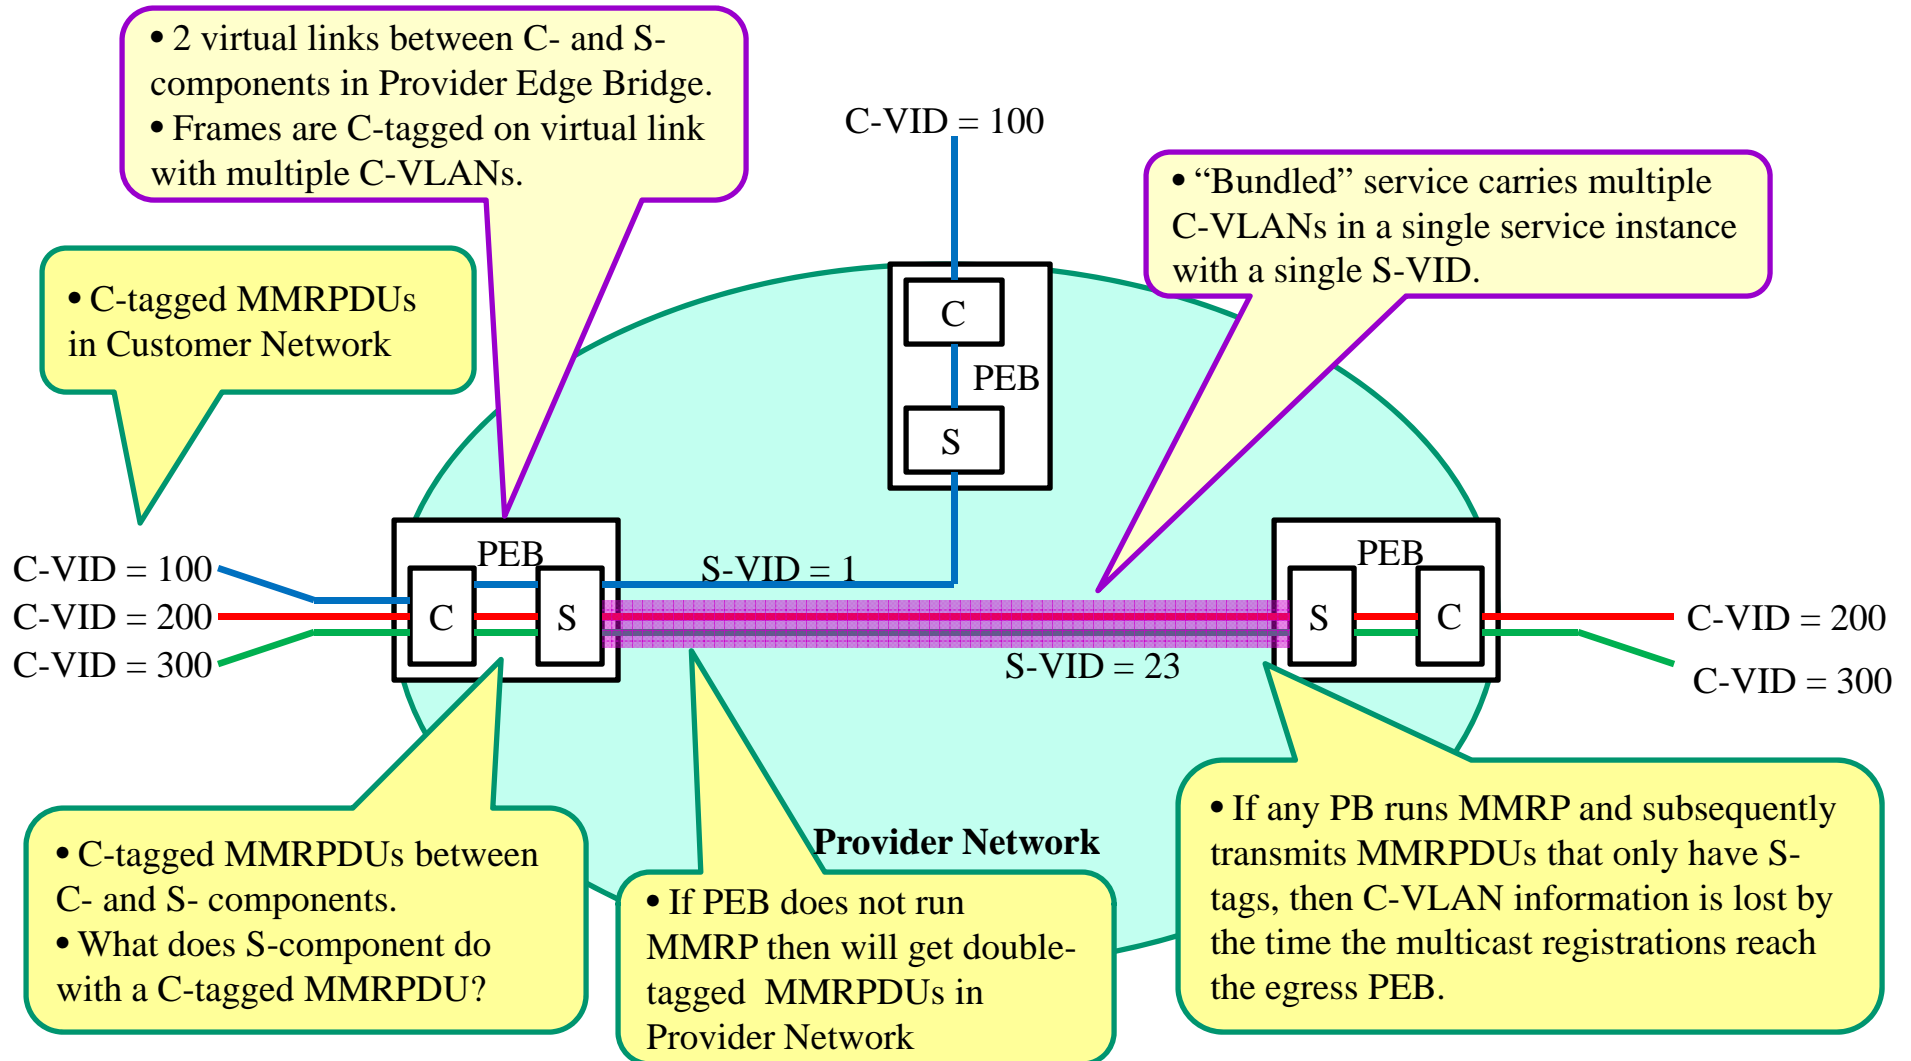 • 2 virtual links between C- and S-
components in Provider Edge Bridge.
• Frames are C-tagged on virtual link
with multiple C-VLANs.
C-VID = 100
• “Bundled” service carries multiple
C-VLANs in a single service instance
with a single S-VID.
• C-tagged MMRPDUs
in Customer Network
C
PEB
S
PEB
C-VID = 100
C-VID = 200
C-VID = 300
C
S
S-VID = 1
S-VID = 23
PEB
S
C
C-VID = 200
C-VID = 300
Provider Network
• C-tagged MMRPDUs between
C- and S- components.
• What does S-component do
with a C-tagged MMRPDU?
• If PEB does not run
MMRP then will get double-
tagged MMRPDUs in
Provider Network
• If any PB runs MMRP and subsequently
transmits MMRPDUs that only have S-
tags, then C-VLAN information is lost by
the time the multicast registrations reach
the egress PEB.